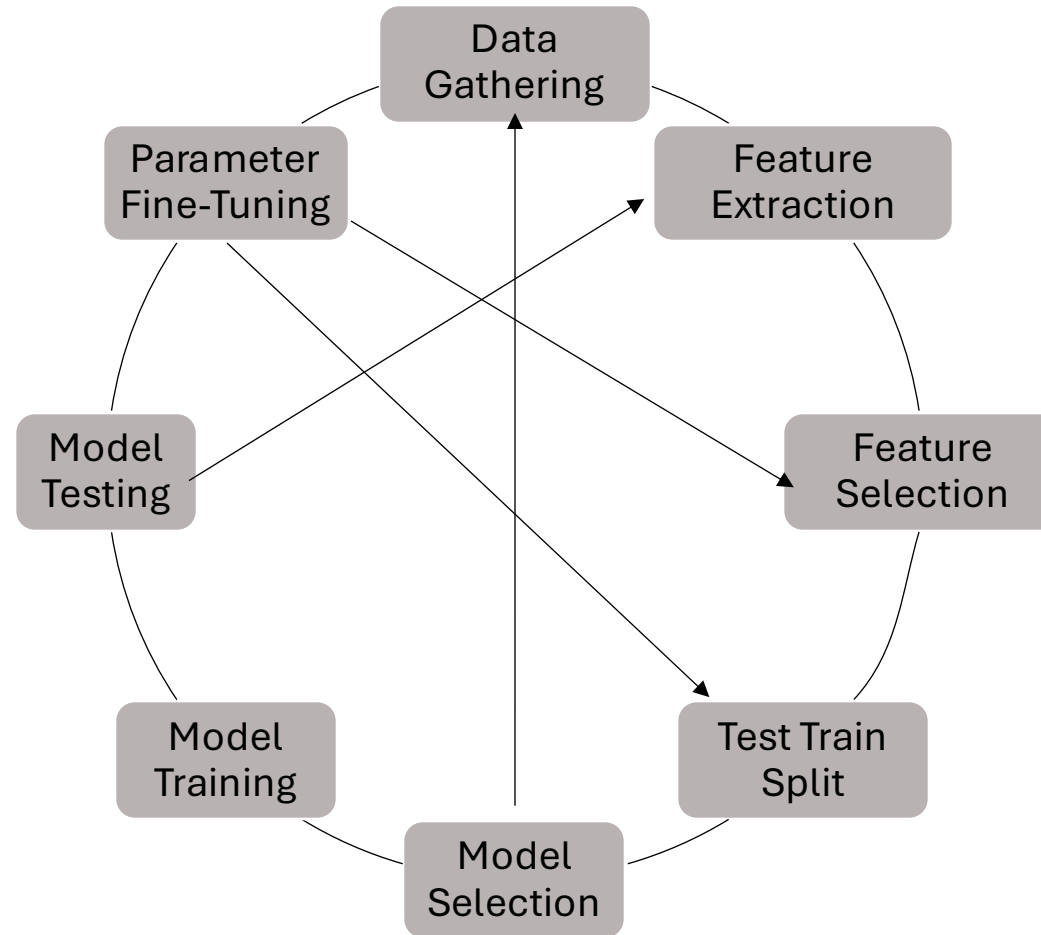 Data
Gathering
Feature
Extraction
Feature
Selection
Test Train
Split
Model
Selection
Model
Training
Model
Testing
Parameter
Fine-Tuning